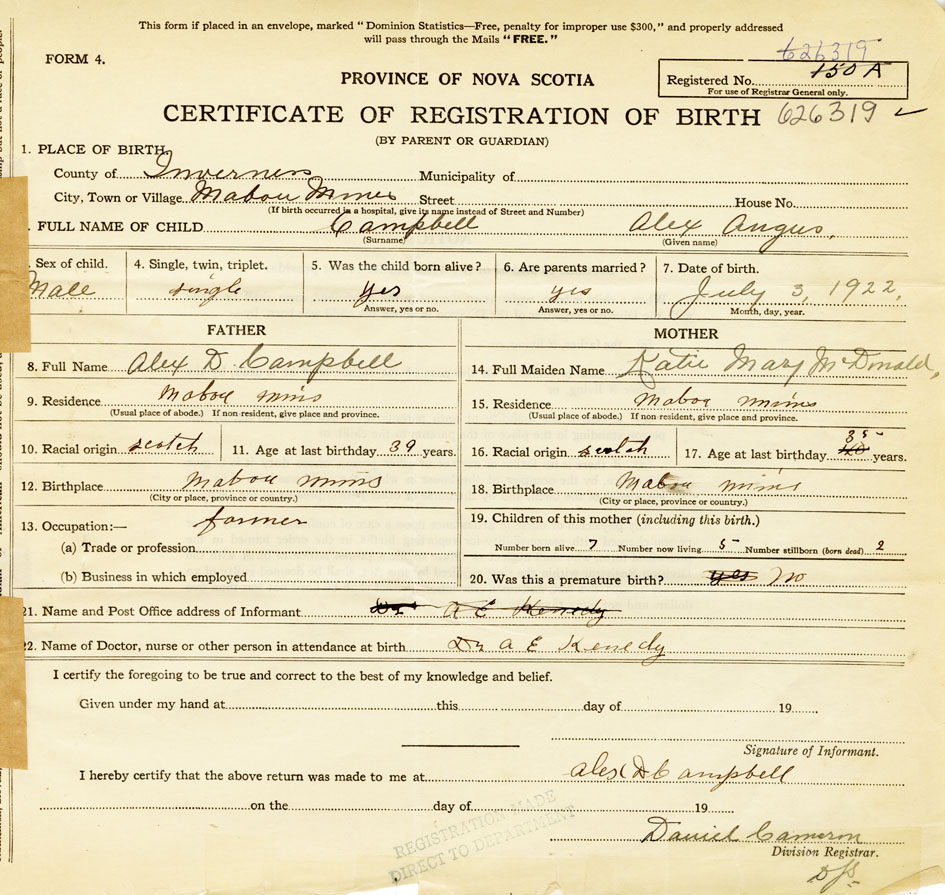 This form if placed in an envelope, marked "Dominion Statistics—Free, penalty for improper use $300," and properly addressed
will pass through the Mails "FREE."
FORM 4.
626319
PROVINCE OF NOVA SCOTIA
Registered No. 150 A
For use of Registrar General only.
CERTIFICATE OF REGISTRATION OF BIRTH 626319 ✓
(BY PARENT OR GUARDIAN)
1. PLACE OF BIRTH.
County of Inverness Municipality of
City, Town or Village Mabou Mines Street House No.
(If birth occurred in a hospital, give its name instead of Street and Number)
. FULL NAME OF CHILD Campbell Alex Angus,
(Surname) (Given name)
. Sex of child. 4. Single, twin, triplet. 5. Was the child born alive? 6. Are parents married? 7. Date of birth.
Male single yes yes July 3, 1922,
Answer, yes or no. Answer, yes or no. Month, day, year.
FATHER MOTHER
8. Full Name Alex D Campbell 14. Full Maiden Name Katie Mary McDonald,
9. Residence Mabou mins 15. Residence Mabou mins
(Usual place of abode.) If non-resident, give place and province. (Usual place of abode.) If non-resident, give place and province.
10. Racial origin scotch 11. Age at last birthday 39 years. 16. Racial origin scotch 17. Age at last birthday 40 35 years.
12. Birthplace Mabou mins 18. Birthplace Mabou mins
(City or place, province or country.) (City or place, province or country.)
13. Occupation:— farmer 19. Children of this mother (including this birth.)
(a) Trade or profession Number born alive 7 Number now living 5 Number stillborn (born dead) 2
(b) Business in which employed 20. Was this a premature birth? yes No
21. Name and Post Office address of Informant Dr A E Kenedy
22. Name of Doctor, nurse or other person in attendance at birth Dr A E Kenedy
I certify the foregoing to be true and correct to the best of my knowledge and belief.
Given under my hand at this day of 19
Signature of Informant.
I hereby certify that the above return was made to me at Alex D Campbell
on the day of 19
REGISTRATION MADE
DIRECT TO DEPARTMENT
Daniel Cameron
Division Registrar.